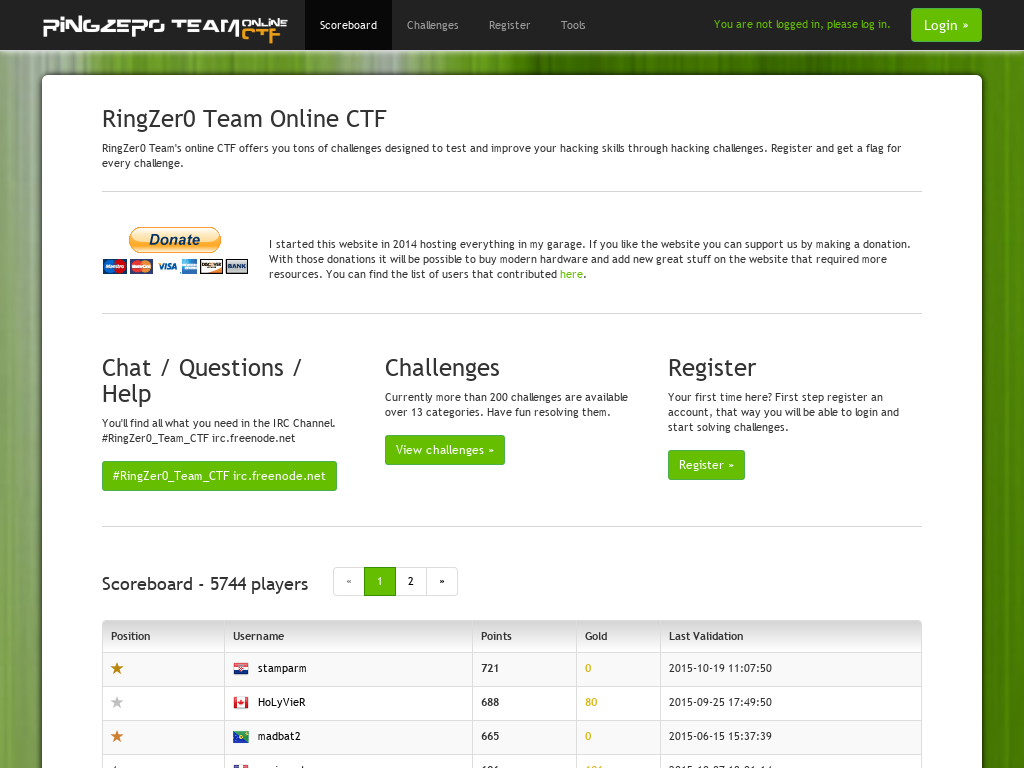 RINGZER0 TEAM ONLINE CTF
Scoreboard
Challenges
Register
Tools
You are not logged in, please log in.
Login »
RingZer0 Team Online CTF
RingZer0 Team's online CTF offers you tons of challenges designed to test and improve your hacking skills through hacking challenges. Register and get a flag for
every challenge.
Donate
Maestro MasterCard VISA DISCOVER BANK
I started this website in 2014 hosting everything in my garage. If you like the website you can support us by making a donation.
With those donations it will be possible to buy modern hardware and add new great stuff on the website that required more
resources. You can find the list of users that contributed here.
Chat / Questions /
Help
You'll find all what you need in the IRC Channel.
#RingZer0_Team_CTF irc.freenode.net
#RingZer0_Team_CTF irc.freenode.net
Challenges
Currently more than 200 challenges are available
over 13 categories. Have fun resolving them.
View challenges »
Register
Your first time here? First step register an
account, that way you will be able to login and
start solving challenges.
Register »
Scoreboard - 5744 players
« 1 2 »
Position Username Points Gold Last Validation
stamparm 721 0 2015-10-19 11:07:50
HoLyVieR 688 80 2015-09-25 17:49:50
madbat2 665 0 2015-06-15 15:37:39